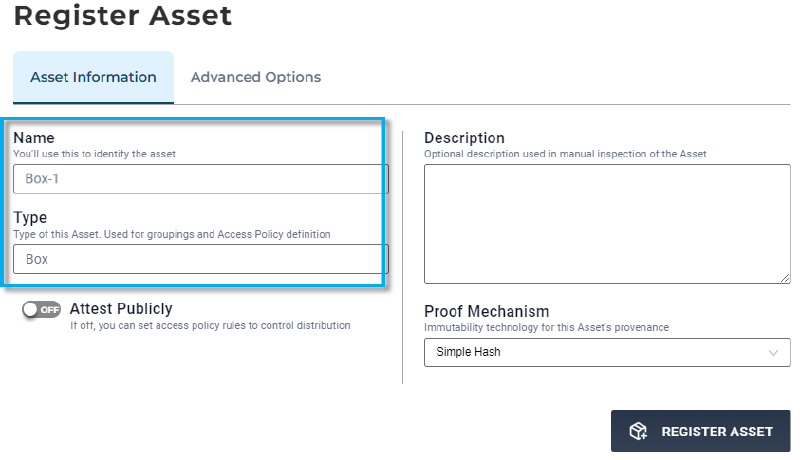 Register Asset
Asset Information
Advanced Options
Name
You'll use this to identify the asset
Box-1
Type
Type of this Asset. Used for groupings and Access Policy definition
Box
OFF
Attest Publicly
If off, you can set access policy rules to control distribution
Description
Optional description used in manual inspection of the Asset
Proof Mechanism
Immutability technology for this Asset's provenance
Simple Hash
REGISTER ASSET